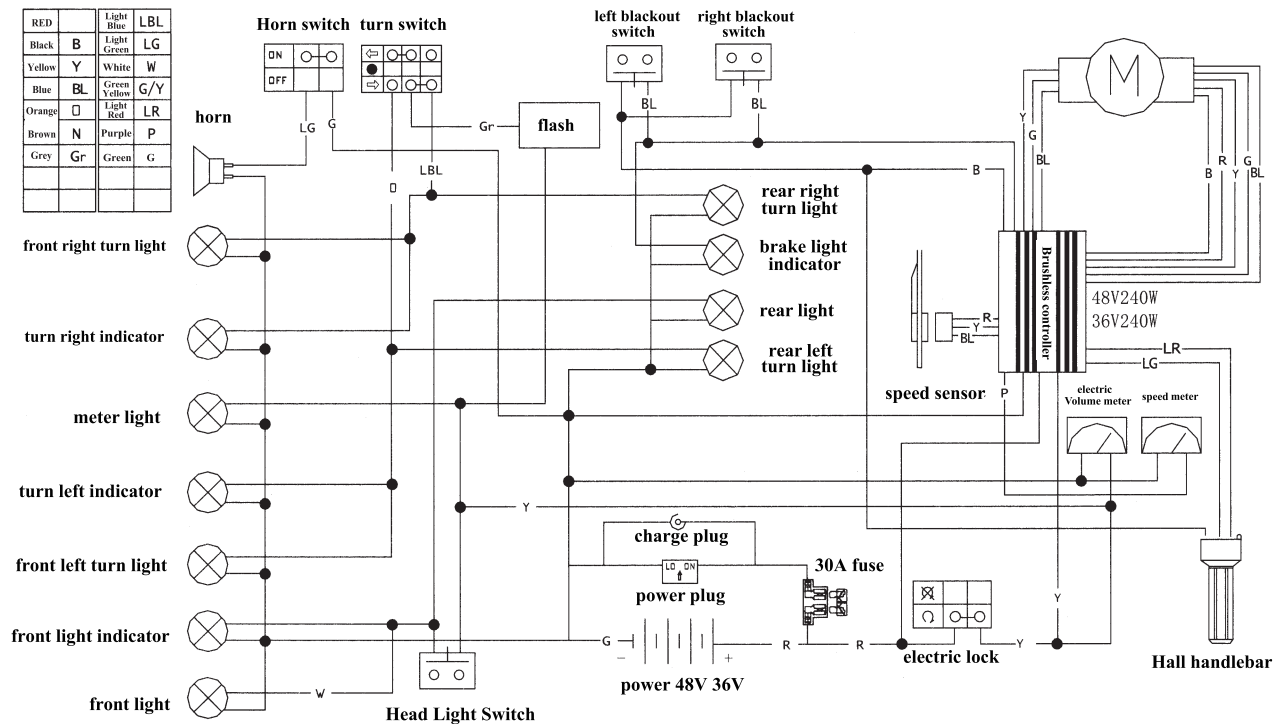 RED Light Blue LBL
Black B Light Green LG
Yellow Y White W
Blue BL Green Yellow G/Y
Orange O Light Red LR
Brown N Purple P
Grey Gr Green G
Horn switch
ON
OFF
turn switch
left blackout switch
right blackout switch
M
horn
LG
G
Gr
flash
LBL
O
BL
BL
B
Y
G
BL
B
R
Y
G
BL
rear right turn light
brake light indicator
rear light
rear left turn light
front right turn light
turn right indicator
meter light
turn left indicator
front left turn light
front light indicator
front light
Brushless controller
48V240W
36V240W
R
Y
BL
speed sensor
P
LR
LG
electric Volume meter
speed meter
Y
charge plug
LO ON
power plug
30A fuse
G
R
R
Y
Y
−
+
power 48V 36V
electric lock
Hall handlebar
W
Head Light Switch